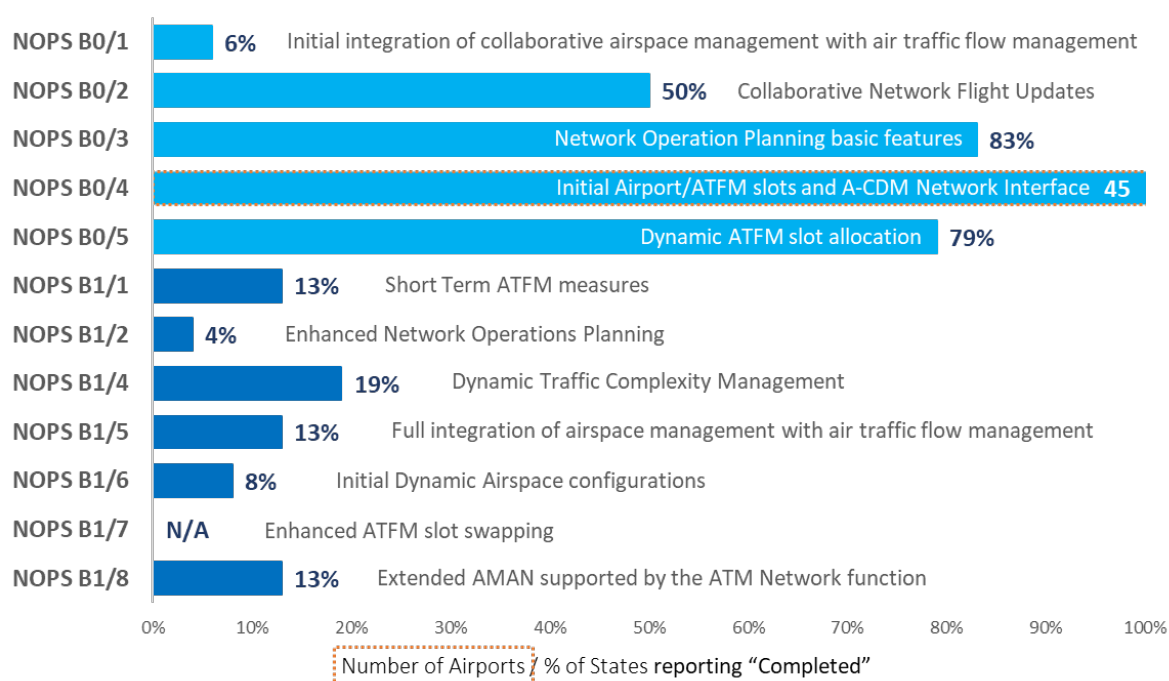 NOPS B0/1 6% Initial integration of collaborative airspace management with air traffic flow management
NOPS B0/2 50% Collaborative Network Flight Updates
NOPS B0/3 Network Operation Planning basic features 83%
NOPS B0/4 Initial Airport/ATFM slots and A-CDM Network Interface 45
NOPS B0/5 Dynamic ATFM slot allocation 79%
NOPS B1/1 13% Short Term ATFM measures
NOPS B1/2 4% Enhanced Network Operations Planning
NOPS B1/4 19% Dynamic Traffic Complexity Management
NOPS B1/5 13% Full integration of airspace management with air traffic flow management
NOPS B1/6 8% Initial Dynamic Airspace configurations
NOPS B1/7 N/A Enhanced ATFM slot swapping
NOPS B1/8 13% Extended AMAN supported by the ATM Network function
0% 10% 20% 30% 40% 50% 60% 70% 80% 90% 100%
Number of Airports / % of States reporting “Completed”